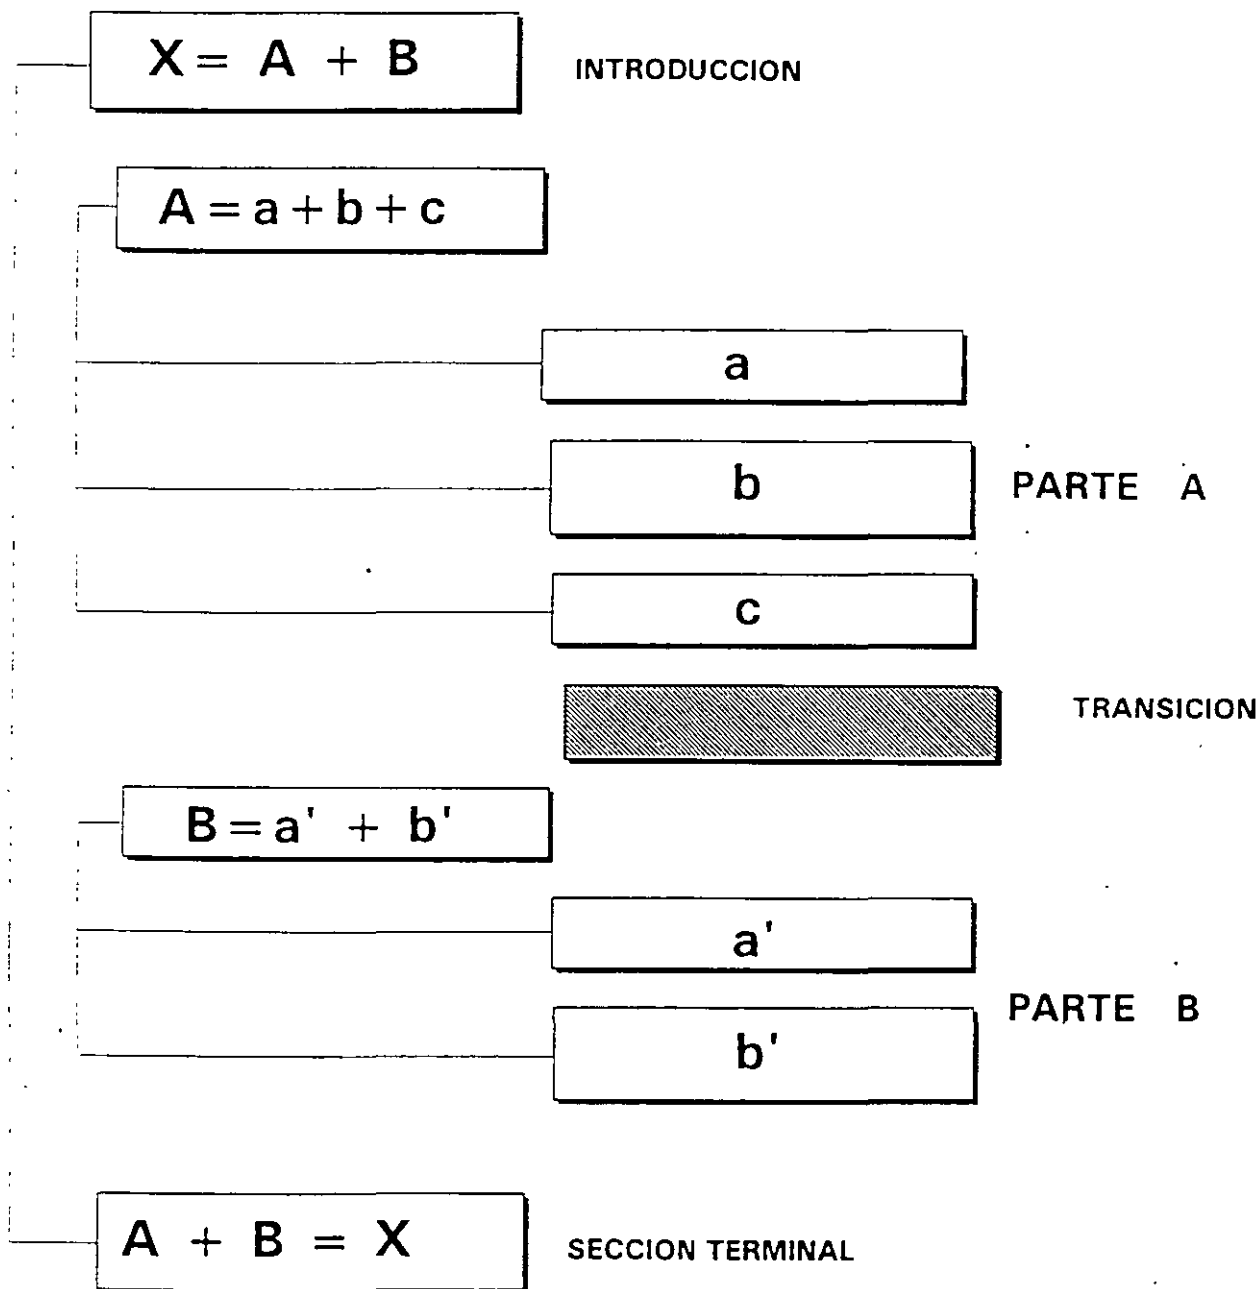 X = A + B
INTRODUCCION
A = a + b + c
a
b
PARTE A
c
TRANSICION
B = a' + b'
a'
PARTE B
b'
A + B = X
SECCION TERMINAL